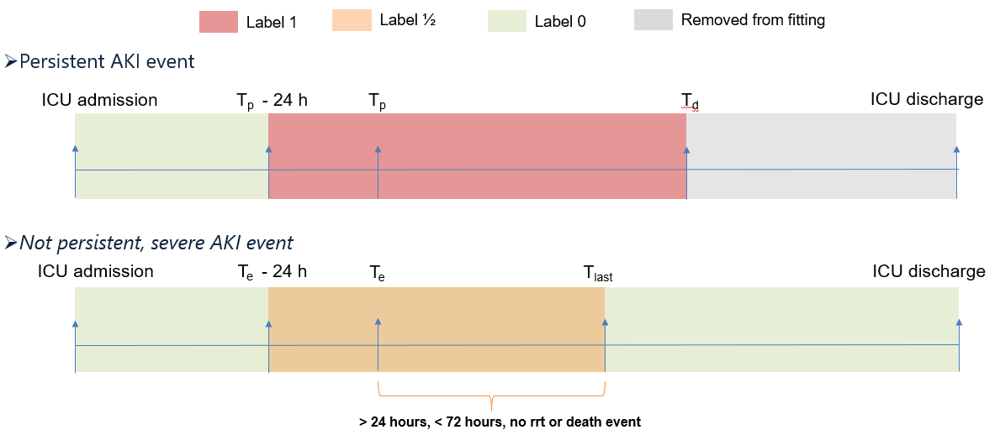 Label 1
Label ½
Label 0
Removed from fitting
➢Persistent AKI event
ICU admission
Tp - 24 h
Tp
Td
ICU discharge
➢Not persistent, severe AKI event
ICU admission
Te - 24 h
Te
Tlast
ICU discharge
> 24 hours, < 72 hours, no rrt or death event